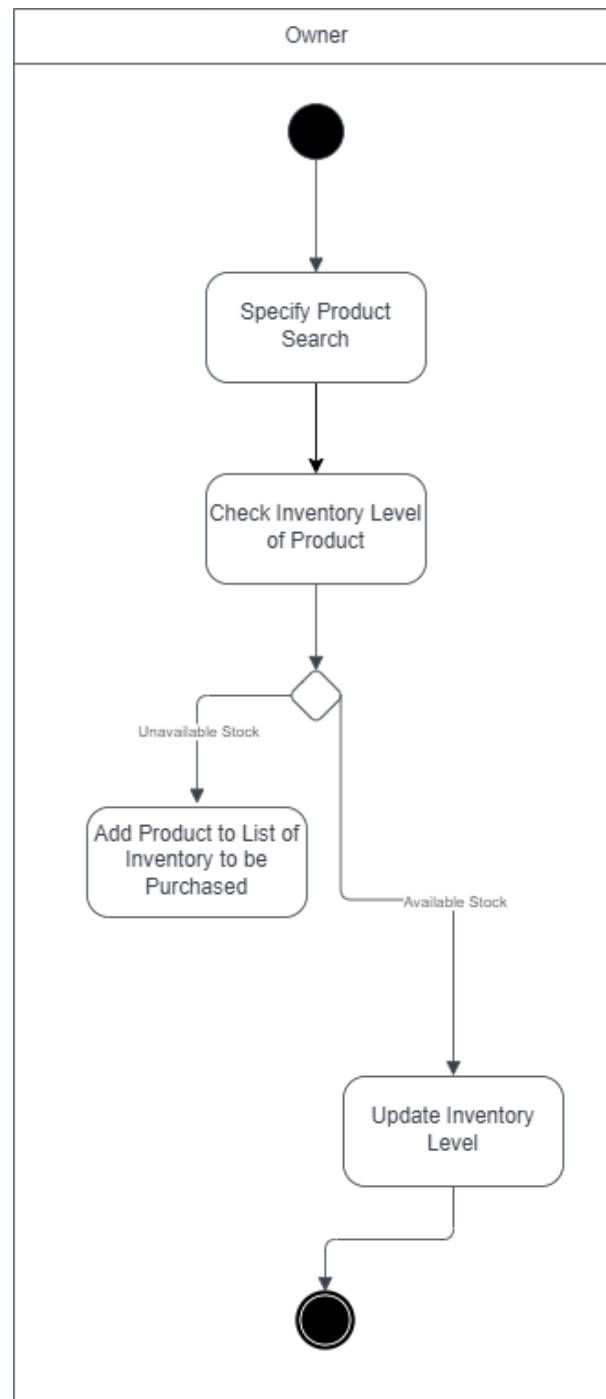 Owner
Specify Product
Search
Check Inventory Level
of Product
Unavailable Stock
Add Product to List of
Inventory to be
Purchased
Available Stock
Update Inventory
Level